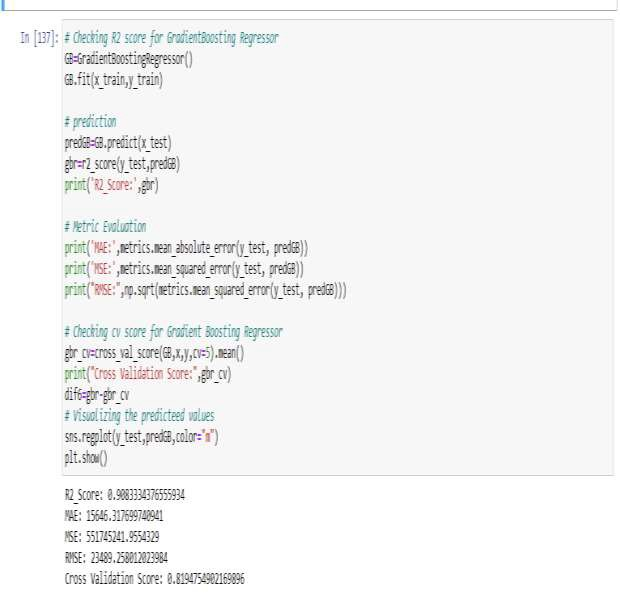 In [137]: # Checking R2 score for GradientBoosting Regressor
GB=GradientBoostingRegressor()
GB.fit(x_train,y_train)
# prediction
predGB=GB.predict(x_test)
gbr=r2_score(y_test,predGB)
print('R2_Score:',gbr)
# Metric Evaluation
print('MAE:',metrics.mean_absolute_error(y_test, predGB))
print('MSE:',metrics.mean_squared_error(y_test, predGB))
print("RMSE:",np.sqrt(metrics.mean_squared_error(y_test, predGB)))
# Checking cv score for Gradient Boosting Regressor
gbr_cv=cross_val_score(GB,x,y,cv=5).mean()
print("Cross Validation Score:",gbr_cv)
dif6=gbr-gbr_cv
# Visualizing the predicteed values
sns.regplot(y_test,predGB,color="m")
plt.show()
R2_Score: 0.9083334376555934
MAE: 15646.317699740941
MSE: 551745241.9554329
RMSE: 23489.258012023984
Cross Validation Score: 0.8194754902169896